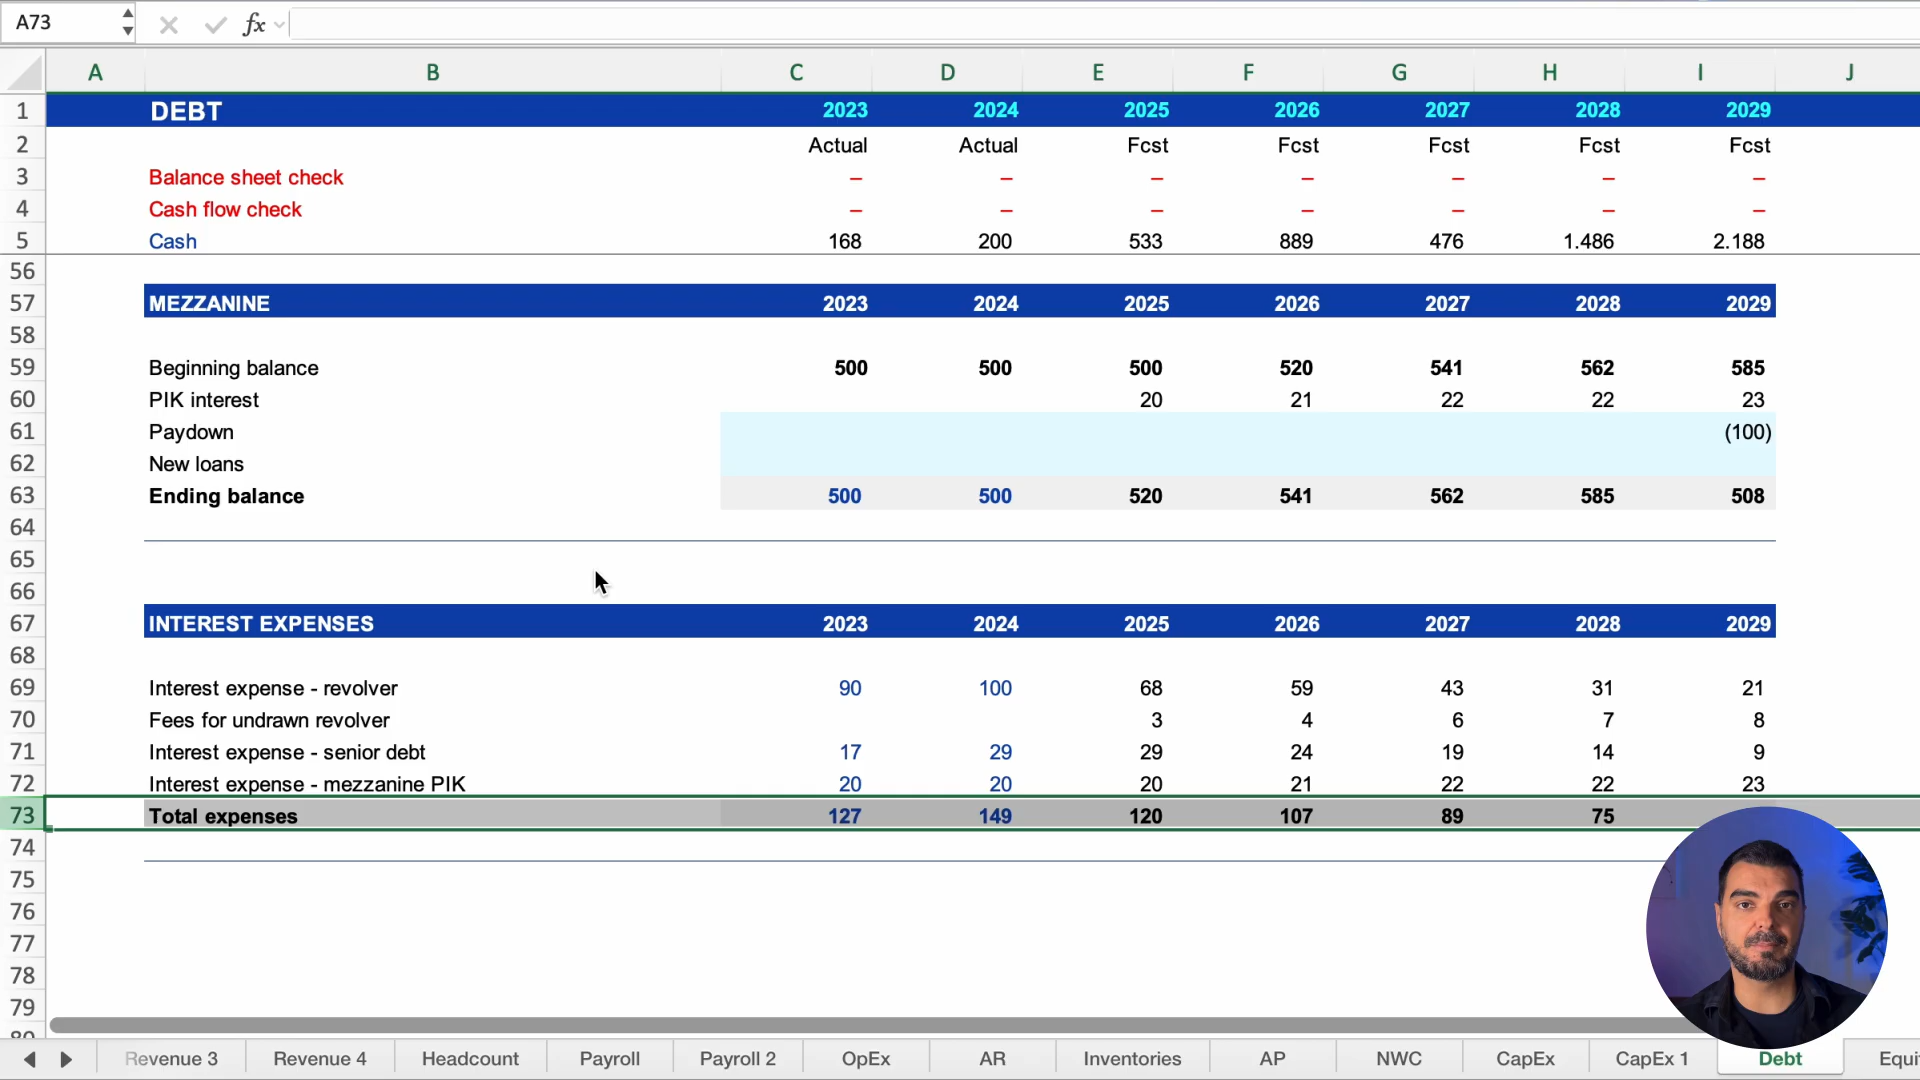 A73 fx
A B C D E F G H I J
1 DEBT 2023 2024 2025 2026 2027 2028 2029
2 Actual Actual Fcst Fcst Fcst Fcst Fcst
3 Balance sheet check – – – – – – –
4 Cash flow check – – – – – – –
5 Cash 168 200 533 889 476 1.486 2.188
56
57 MEZZANINE 2023 2024 2025 2026 2027 2028 2029
58
59 Beginning balance 500 500 500 520 541 562 585
60 PIK interest 20 21 22 22 23
61 Paydown (100)
62 New loans
63 Ending balance 500 500 520 541 562 585 508
64
65
66
67 INTEREST EXPENSES 2023 2024 2025 2026 2027 2028 2029
68
69 Interest expense - revolver 90 100 68 59 43 31 21
70 Fees for undrawn revolver 3 4 6 7 8
71 Interest expense - senior debt 17 29 29 24 19 14 9
72 Interest expense - mezzanine PIK 20 20 20 21 22 22 23
73 Total expenses 127 149 120 107 89 75
74
75
76
77
78
79
Revenue 3 Revenue 4 Headcount Payroll Payroll 2 OpEx AR Inventories AP NWC CapEx CapEx 1 Debt Equi